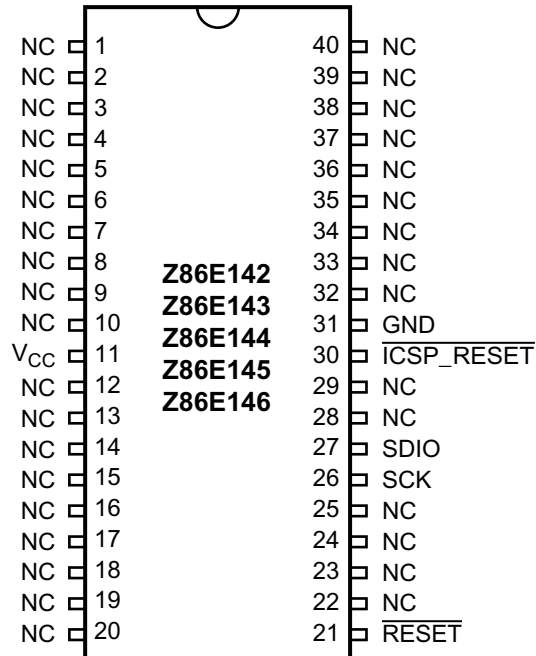 NC 1 40 NC
NC 2 39 NC
NC 3 38 NC
NC 4 37 NC
NC 5 36 NC
NC 6 35 NC
NC 7 34 NC
NC 8 33 NC
NC 9 32 NC
NC 10 31 GND
VCC 11 30 ICSP_RESET
NC 12 29 NC
NC 13 28 NC
NC 14 27 SDIO
NC 15 26 SCK
NC 16 25 NC
NC 17 24 NC
NC 18 23 NC
NC 19 22 NC
NC 20 21 RESET
Z86E142
Z86E143
Z86E144
Z86E145
Z86E146